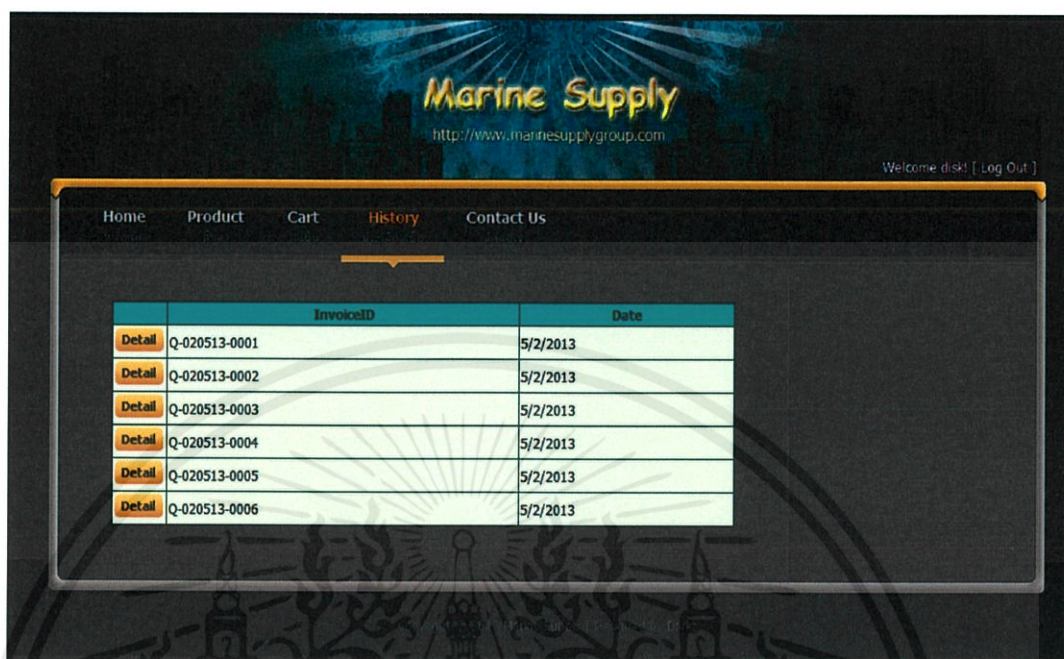 Marine Supply
http://www.marinesupplygroup.com
Welcome disk! [ Log Out ]
Home Product Cart History Contact Us
InvoiceID Date
Detail Q-020513-0001 5/2/2013
Detail Q-020513-0002 5/2/2013
Detail Q-020513-0003 5/2/2013
Detail Q-020513-0004 5/2/2013
Detail Q-020513-0005 5/2/2013
Detail Q-020513-0006 5/2/2013